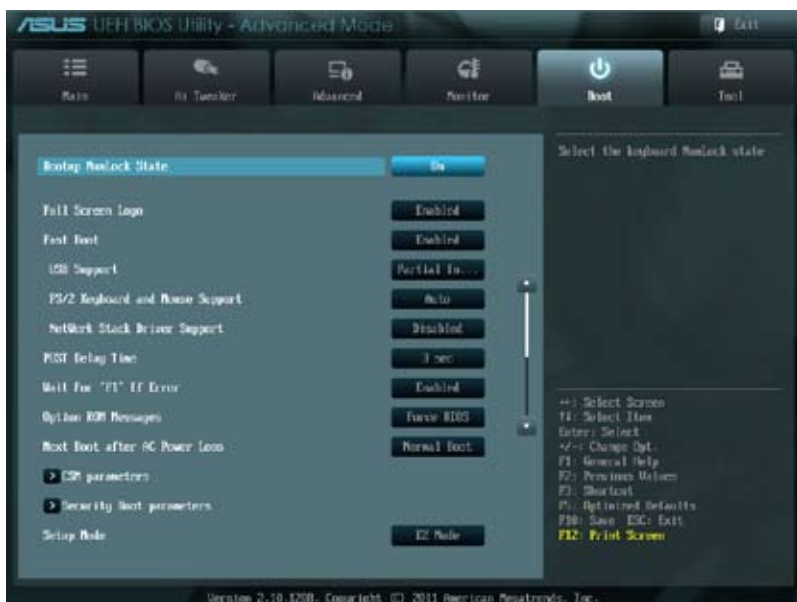 ASUS UEFI BIOS Utility - Advanced Mode
Exit
Main
Ai Tweaker
Advanced
Monitor
Boot
Tool
Bootup NumLock State
On
Select the keyboard NumLock state
Full Screen Logo
Enabled
Fast Boot
Enabled
USB Support
Partial In...
PS/2 Keyboard and Mouse Support
Auto
NetWork Stack Driver Support
Disabled
POST Delay Time
3 sec
Wait For "F1" If Error
Enabled
Option ROM Messages
Force BIOS
Next Boot after AC Power Loss
Normal Boot
CSM parameters
Security Boot parameters
Setup Mode
EZ Mode
→←: Select Screen
↑↓: Select Item
Enter: Select
+/-: Change Opt.
F1: General Help
F2: Previous Values
F3: Shortcut
F5: Optimized Defaults
F10: Save ESC: Exit
F12: Print Screen
Version 2.10.1208. Copyright (C) 2011 American Megatrends, Inc.